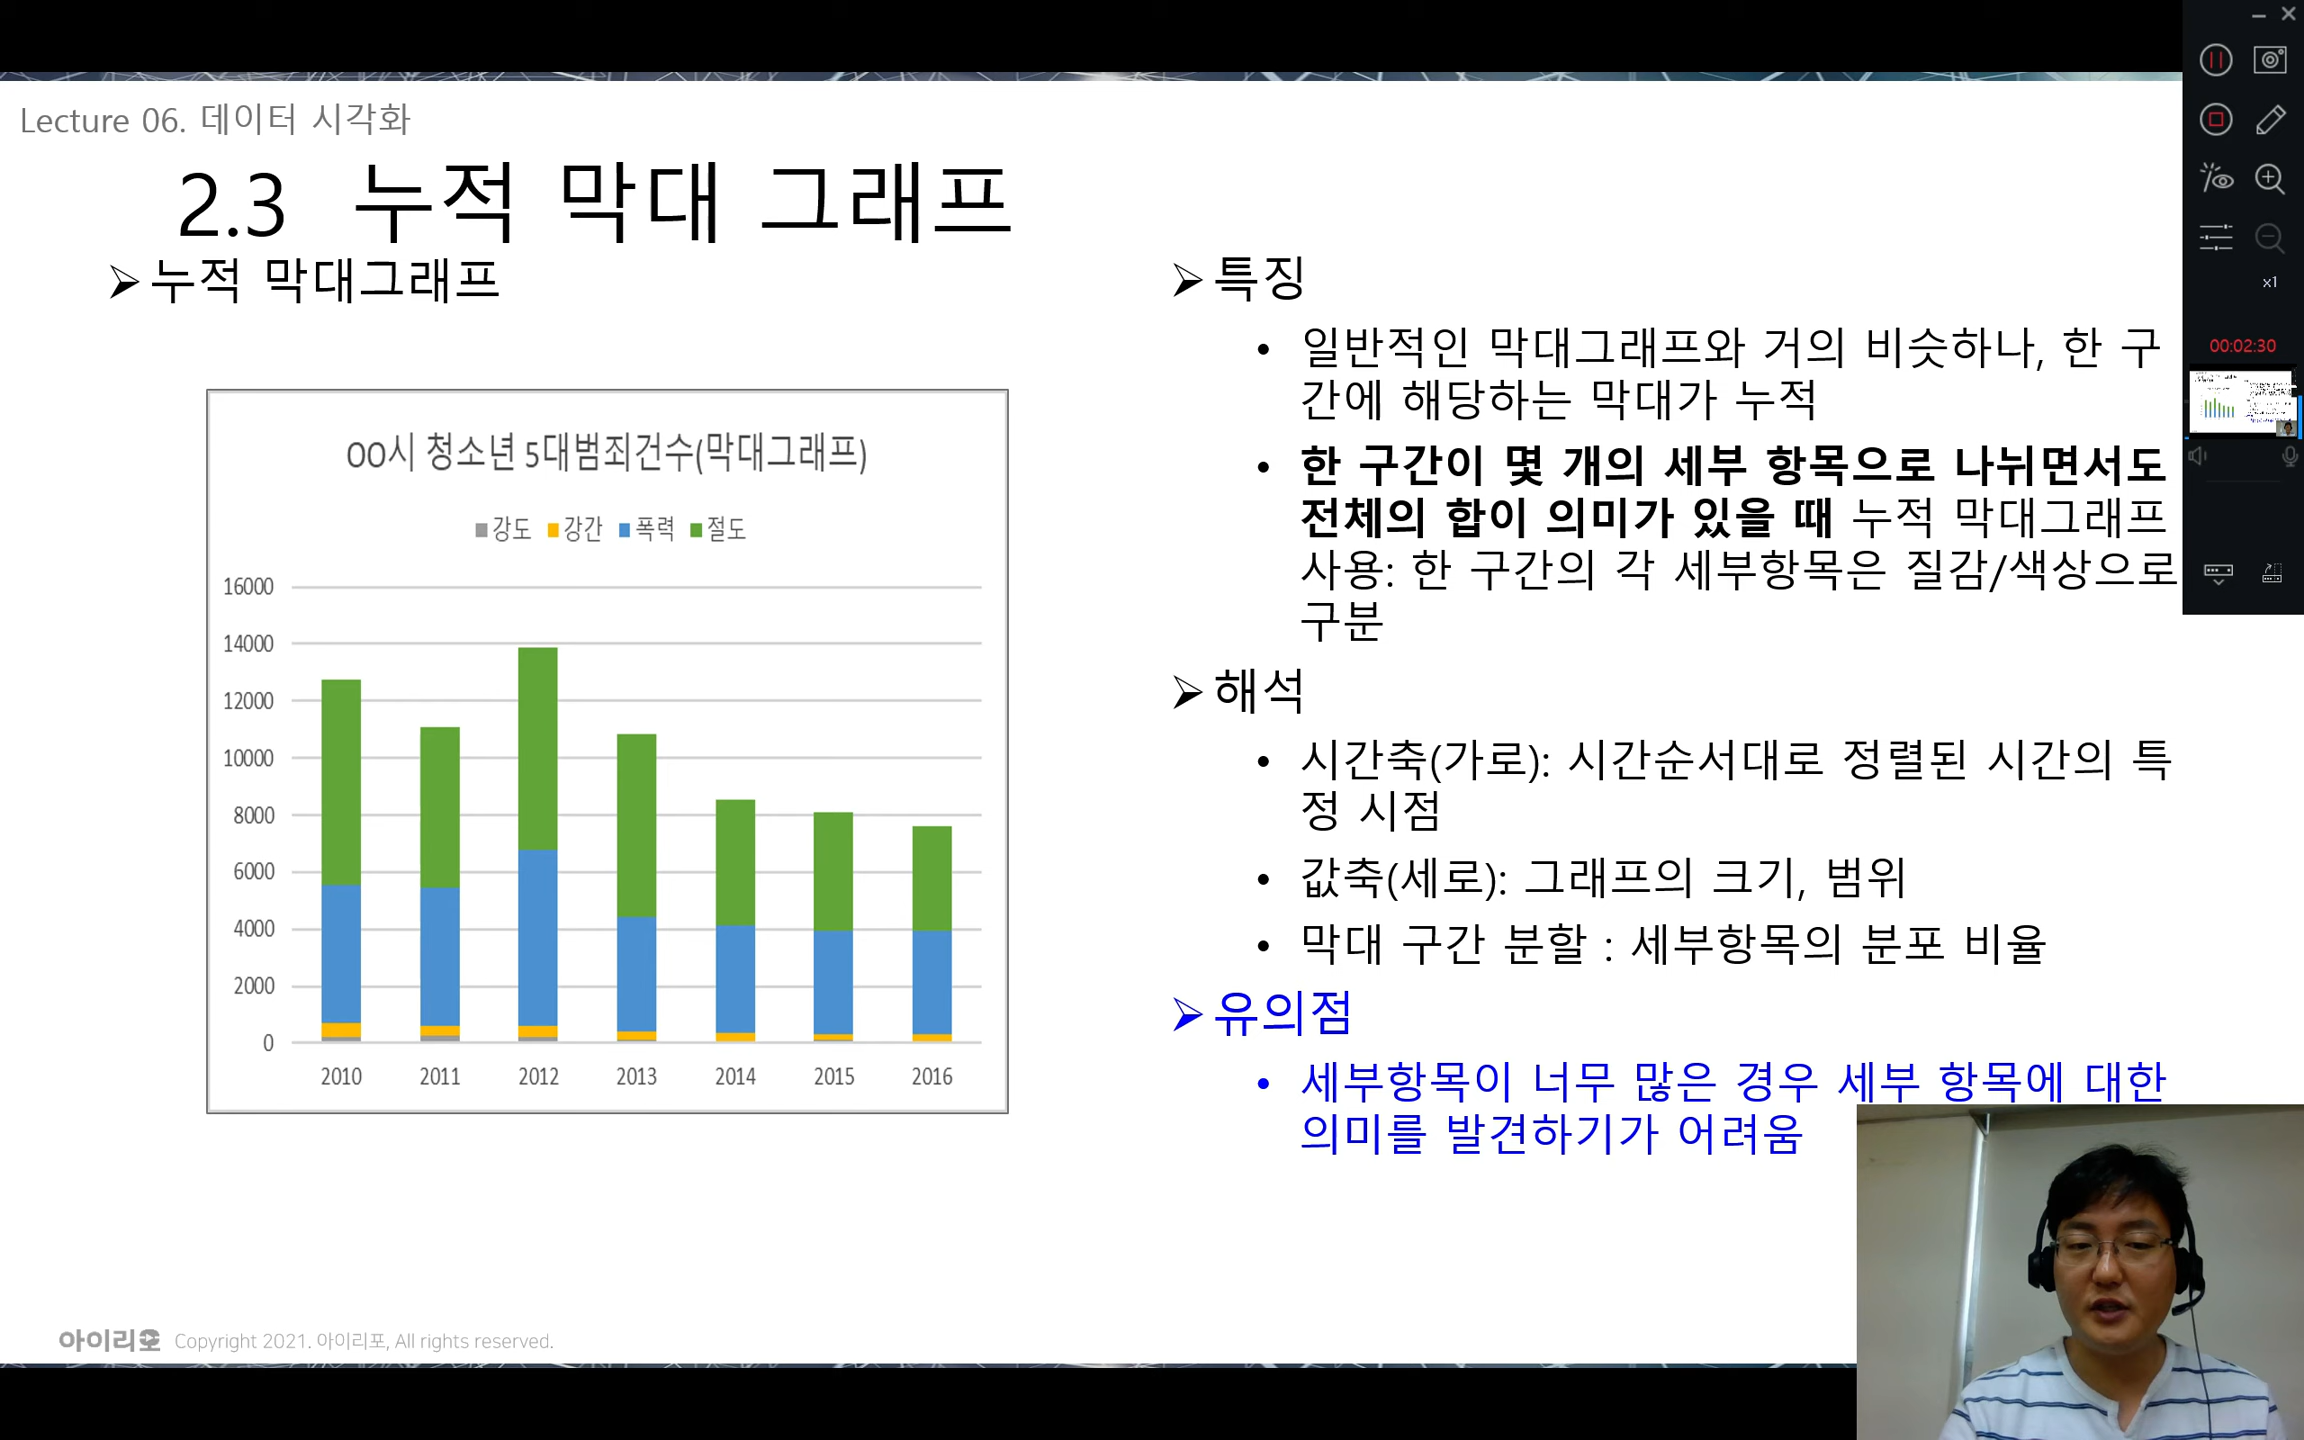 Lecture 06. 데이터 시각화
2.3 누적 막대 그래프
➢ 누적 막대그래프
OO시 청소년 5대범죄건수(막대그래프)
강도 강간 폭력 절도
16000
14000
12000
10000
8000
6000
4000
2000
0
2010 2011 2012 2013 2014 2015 2016
➢ 특징
• 일반적인 막대그래프와 거의 비슷하나, 한 구
간에 해당하는 막대가 누적
• 한 구간이 몇 개의 세부 항목으로 나뉘면서도
전체의 합이 의미가 있을 때 누적 막대그래프
사용: 한 구간의 각 세부항목은 질감/색상으로
구분
➢ 해석
• 시간축(가로): 시간순서대로 정렬된 시간의 특
정 시점
• 값축(세로): 그래프의 크기, 범위
• 막대 구간 분할 : 세부항목의 분포 비율
➢ 유의점
• 세부항목이 너무 많은 경우 세부 항목에 대한
의미를 발견하기가 어려움
x1
00:02:30
아이리포 Copyright 2021. 아이리포, All rights reserved.